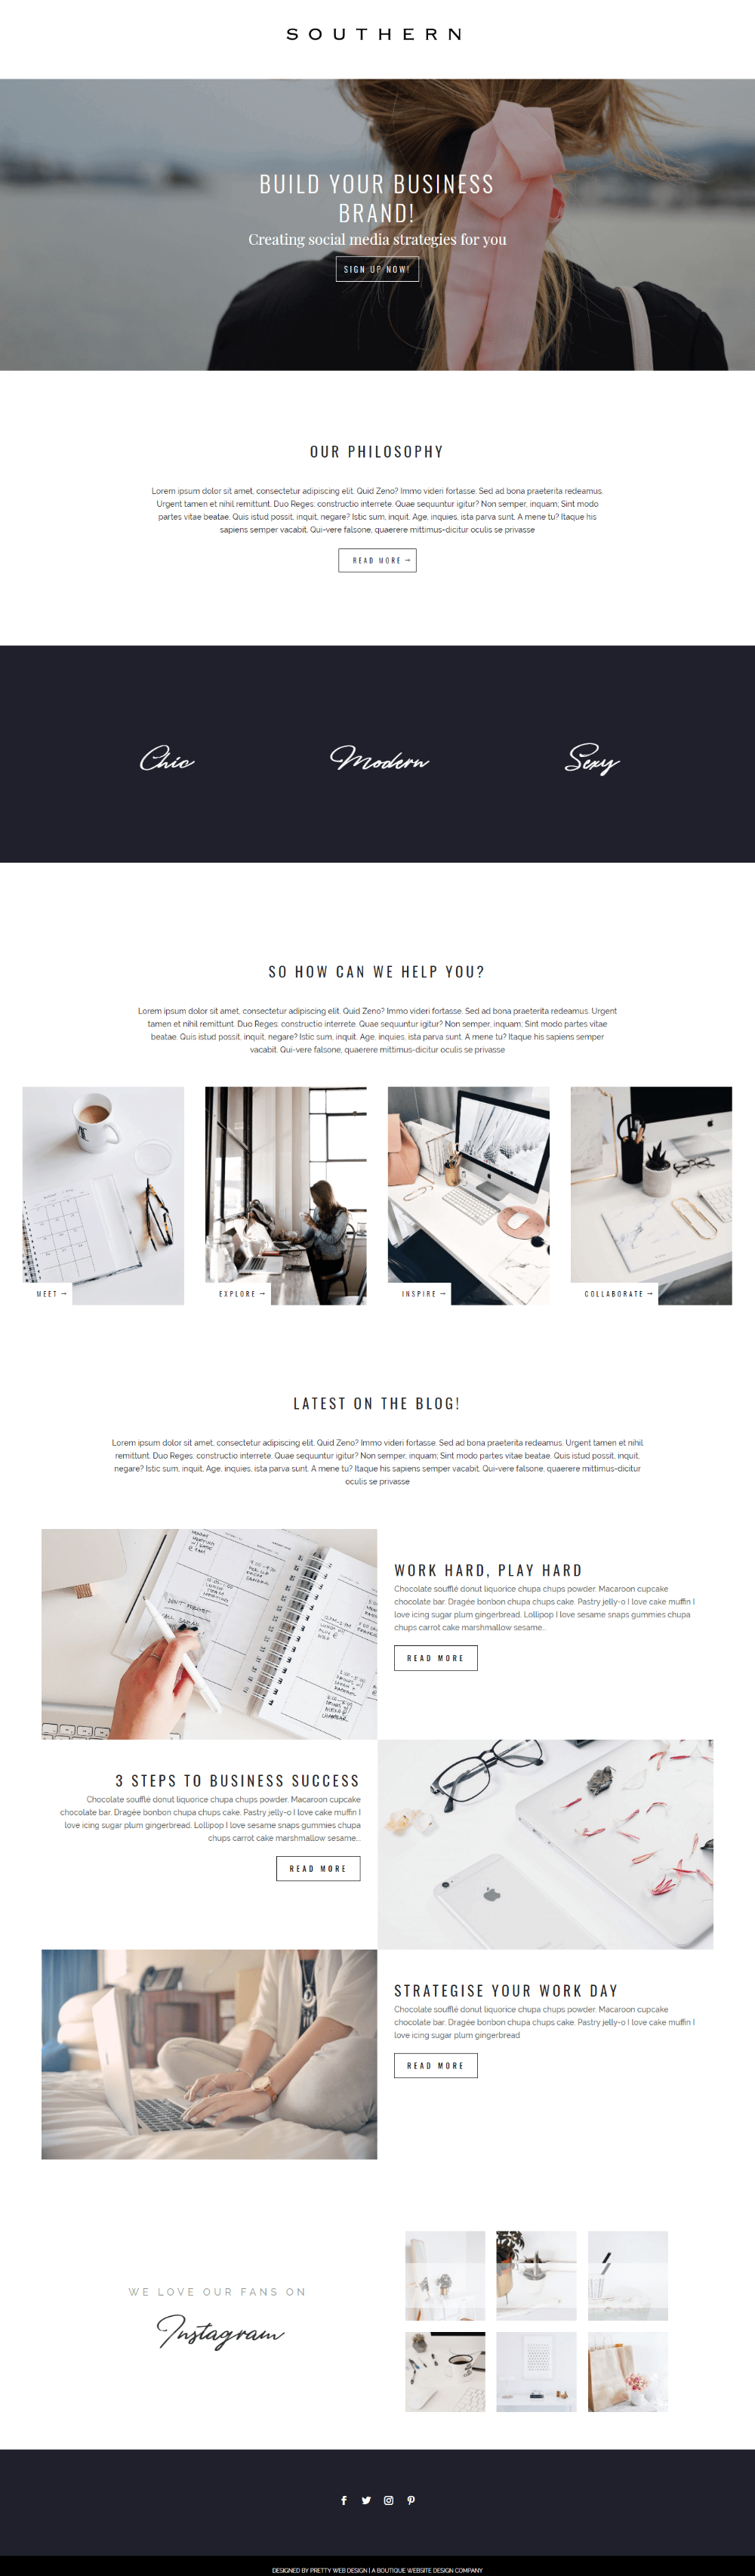 SOUTHERN
BUILD YOUR BUSINESS
BRAND!
Creating social media strategies for you
SIGN UP NOW!
OUR PHILOSOPHY
Lorem ipsum dolor sit amet, consectetur adipiscing elit. Quid Zeno? Immo videri fortasse. Sed ad bona praeterita redeamus.
Urgent tamen et nihil remittunt. Duo Reges: constructio interrete. Quae sequuntur igitur? Non semper, inquam; Sint modo
partes vitae beatae. Quis istud possit, inquit, negare? Istic sum, inquit. Age, inquies, ista parva sunt. A mene tu? Itaque his
sapiens semper vacabit. Qui-vere falsone, quaerere mittimus-dicitur oculis se privasse
READ MORE →
Chic
Modern
Sexy
SO HOW CAN WE HELP YOU?
Lorem ipsum dolor sit amet, consectetur adipiscing elit. Quid Zeno? Immo videri fortasse. Sed ad bona praeterita redeamus. Urgent
tamen et nihil remittunt. Duo Reges: constructio interrete. Quae sequuntur igitur? Non semper, inquam; Sint modo partes vitae
beatae. Quis istud possit, inquit, negare? Istic sum, inquit. Age, inquies, ista parva sunt. A mene tu? Itaque his sapiens semper
vacabit. Qui-vere falsone, quaerere mittimus-dicitur oculis se privasse
MEET →
EXPLORE →
INSPIRE →
COLLABORATE →
LATEST ON THE BLOG!
Lorem ipsum dolor sit amet, consectetur adipiscing elit. Quid Zeno? Immo videri fortasse. Sed ad bona praeterita redeamus. Urgent tamen et nihil
remittunt. Duo Reges: constructio interrete. Quae sequuntur igitur? Non semper, inquam; Sint modo partes vitae beatae. Quis istud possit, inquit,
negare? Istic sum, inquit. Age, inquies, ista parva sunt. A mene tu? Itaque his sapiens semper vacabit. Qui-vere falsone, quaerere mittimus-dicitur
oculis se privasse
WORK HARD, PLAY HARD
Chocolate soufflé donut liquorice chupa chups powder. Macaroon cupcake
chocolate bar. Dragée bonbon chupa chups cake. Pastry jelly-o I love cake muffin I
love icing sugar plum gingerbread. Lollipop I love sesame snaps gummies chupa
chups carrot cake marshmallow sesame...
READ MORE
3 STEPS TO BUSINESS SUCCESS
Chocolate soufflé donut liquorice chupa chups powder. Macaroon cupcake
chocolate bar. Dragée bonbon chupa chups cake. Pastry jelly-o I love cake muffin I
love icing sugar plum gingerbread. Lollipop I love sesame snaps gummies chupa
chups carrot cake marshmallow sesame...
READ MORE
STRATEGISE YOUR WORK DAY
Chocolate soufflé donut liquorice chupa chups powder. Macaroon cupcake
chocolate bar. Dragée bonbon chupa chups cake. Pastry jelly-o I love cake muffin I
love icing sugar plum gingerbread
READ MORE
WE LOVE OUR FANS ON
Instagram
DESIGNED BY PRETTY WEB DESIGN | A BOUTIQUE WEBSITE DESIGN COMPANY